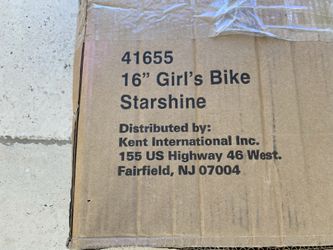 41655
16" Girl's Bike
Starshine
Distributed by:
Kent International Inc.
155 US Highway 46 West.
Fairfield, NJ 07004